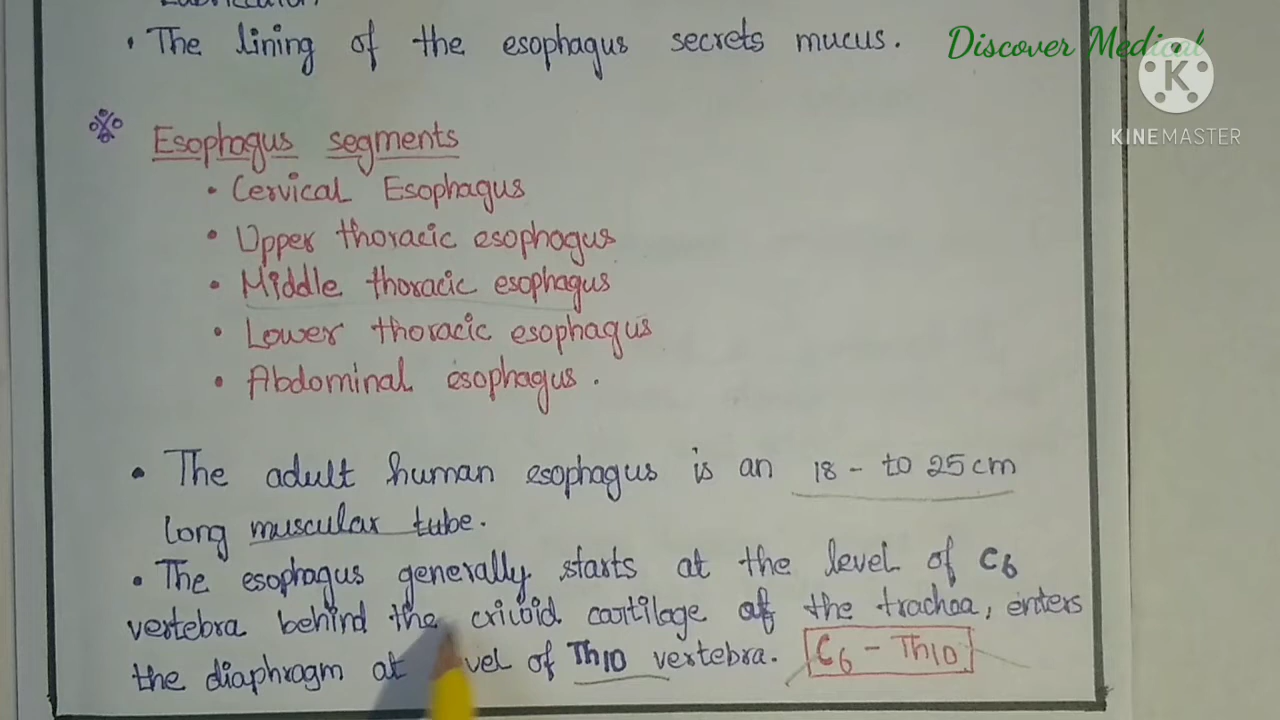 • The lining of the esophagus secrets mucus.
Discover Medical
KINEMASTER
Esophagus segments
• Cervical Esophagus
• Upper thoracic esophagus
• Middle thoracic esophagus
• Lower thoracic esophagus
• Abdominal esophagus.
• The adult human esophagus is an 18 - to 25 cm
long muscular tube.
• The esophagus generally starts at the level of C6
vertebra behind the cricoid cartilage of the trachea, enters
the diaphragm at of Th10 vertebra. C6 - Th10